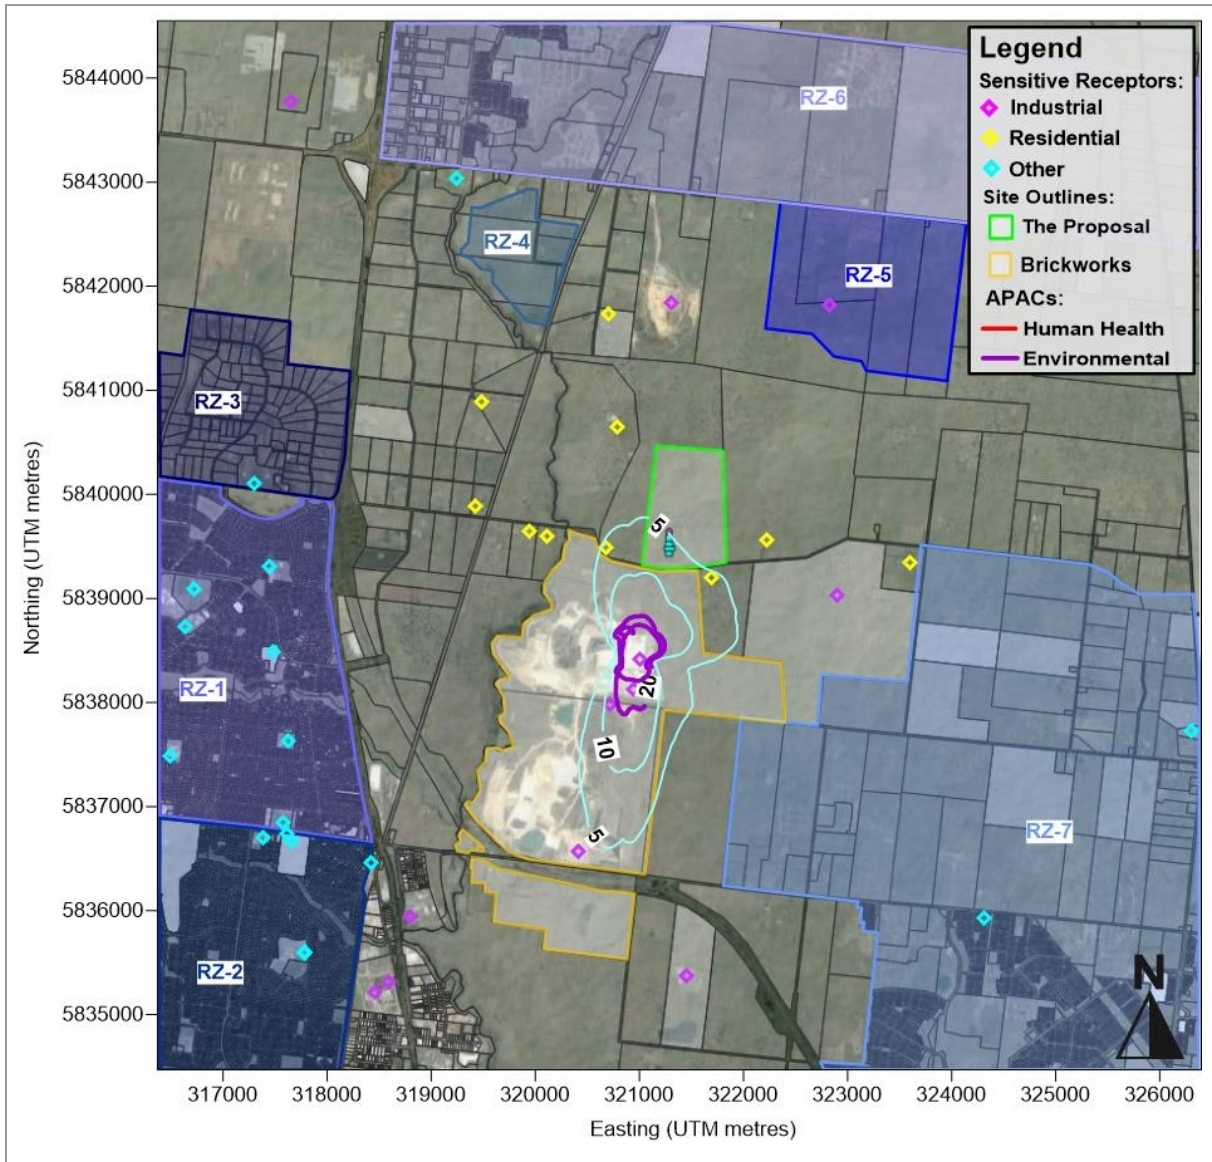 Legend
Sensitive Receptors:
Industrial
Residential
Other
Site Outlines:
The Proposal
Brickworks
APACs:
Human Health
Environmental
5844000
5843000
5842000
5841000
5840000
5839000
5838000
5837000
5836000
5835000
Northing (UTM metres)
RZ-6
RZ-4
RZ-5
RZ-3
5
RZ-1
20
10
5
RZ-7
RZ-2
N
317000 318000 319000 320000 321000 322000 323000 324000 325000 326000
Easting (UTM metres)